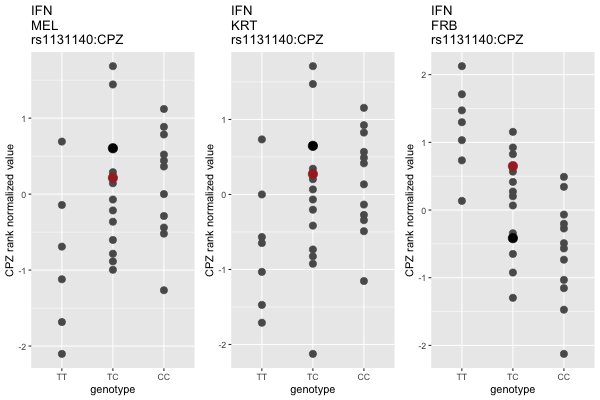 IFN
MEL
rs1131140:CPZ
CPZ rank normalized value
1
0
-1
-2
TT
TC
CC
genotype
IFN
KRT
rs1131140:CPZ
CPZ rank normalized value
1
0
-1
-2
TT
TC
CC
genotype
IFN
FRB
rs1131140:CPZ
CPZ rank normalized value
2
1
0
-1
-2
TT
TC
CC
genotype